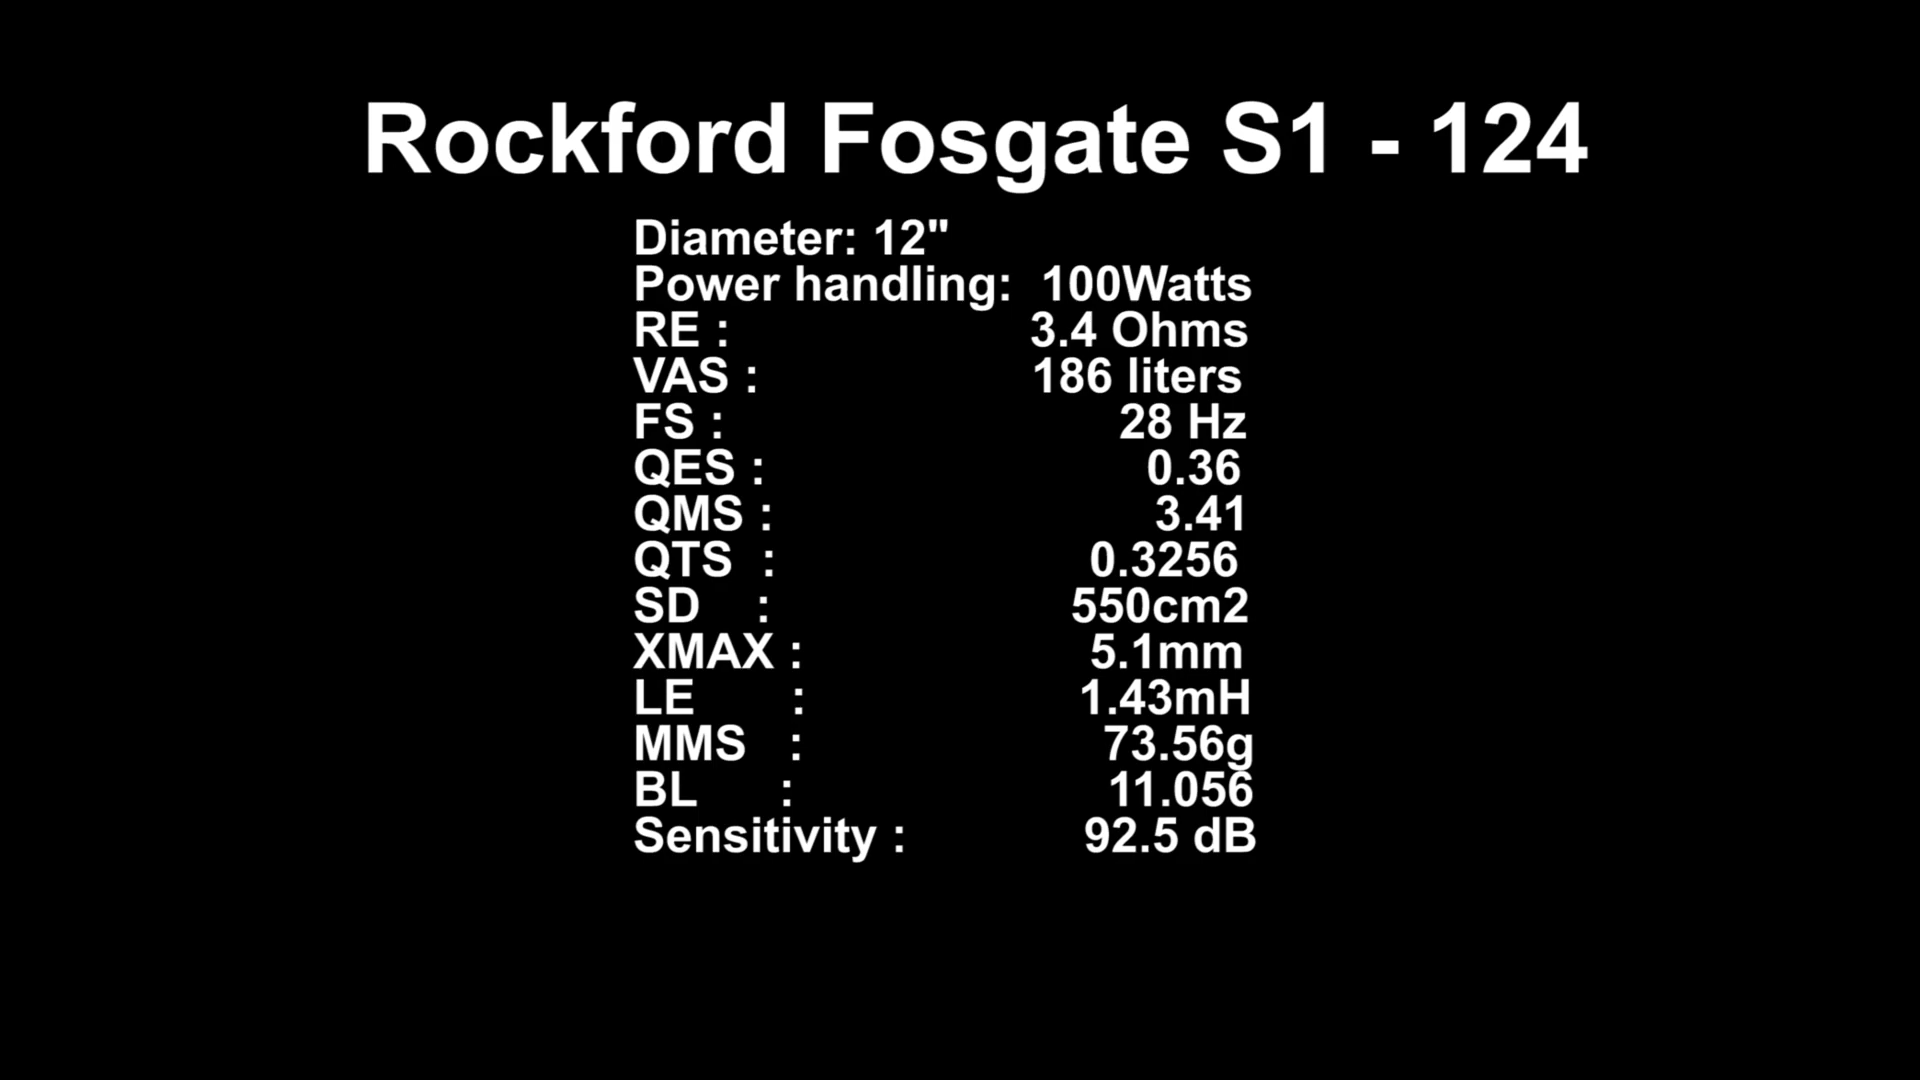 Rockford Fosgate S1 - 124
Diameter: 12"
Power handling: 100Watts
RE : 3.4 Ohms
VAS : 186 liters
FS : 28 Hz
QES : 0.36
QMS : 3.41
QTS : 0.3256
SD : 550cm2
XMAX : 5.1mm
LE : 1.43mH
MMS : 73.56g
BL : 11.056
Sensitivity : 92.5 dB